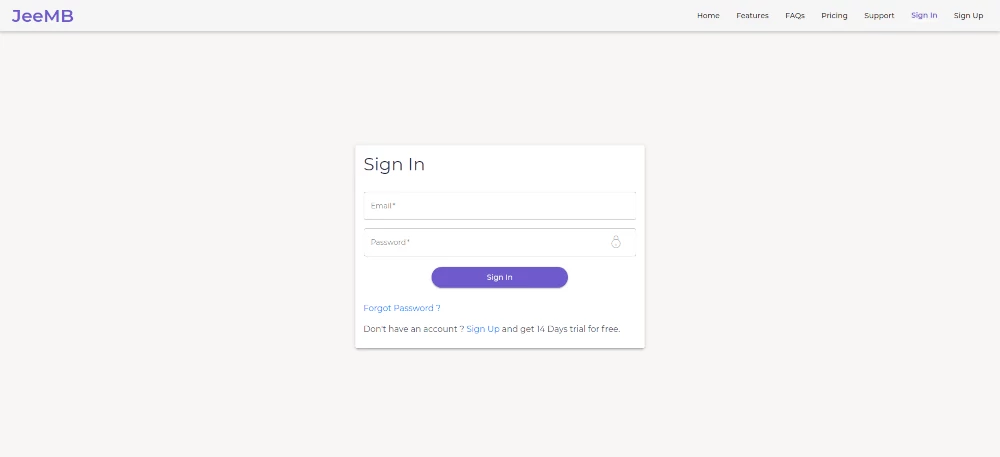 JeeMB
Home Features FAQs Pricing Support Sign In Sign Up
Sign In
Email*
Password*
Sign In
Forgot Password ?
Don't have an account ? Sign Up and get 14 Days trial for free.